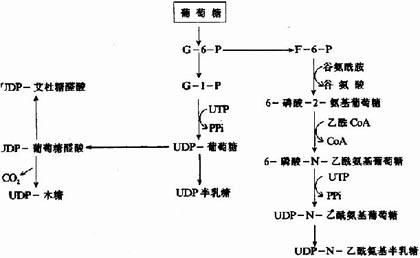 葡萄糖
G-6-P
F-6-P
谷氨酰胺
谷氨酸
UDP-艾杜糖醛酸
G-1-P
6-磷酸-2-氨基葡萄糖
UTP
PPi
乙酰CoA
CoA
UDP-葡萄糖醛酸
UDP-葡萄糖
6-磷酸-N-乙酰氨基葡萄糖
CO₂
UTP
PPi
UDP-木糖
UDP半乳糖
UDP-N-乙酰氨基葡萄糖
UDP-N-乙酰氨基半乳糖